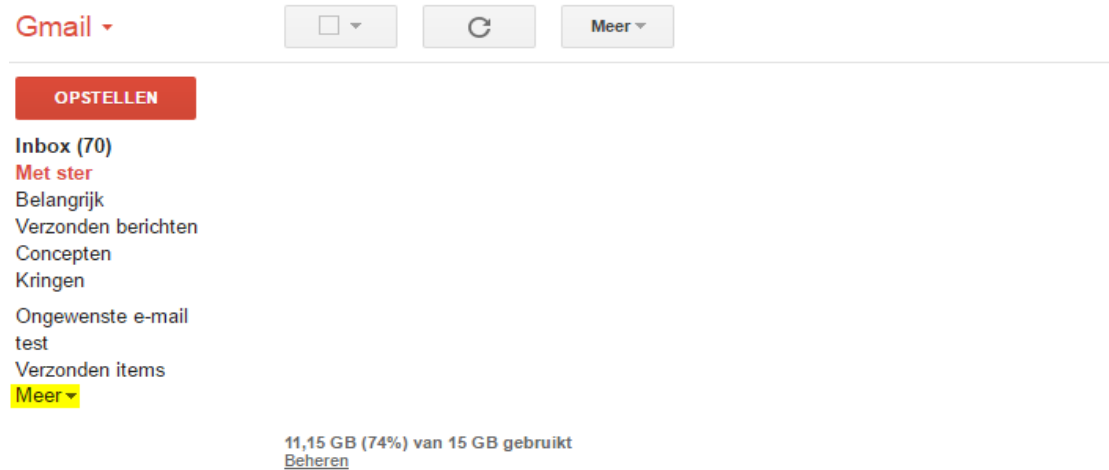 Gmail
Meer
OPSTELLEN
Inbox (70)
Met ster
Belangrijk
Verzonden berichten
Concepten
Kringen
Ongewenste e-mail
test
Verzonden items
Meer
11,15 GB (74%) van 15 GB gebruikt
Beheren